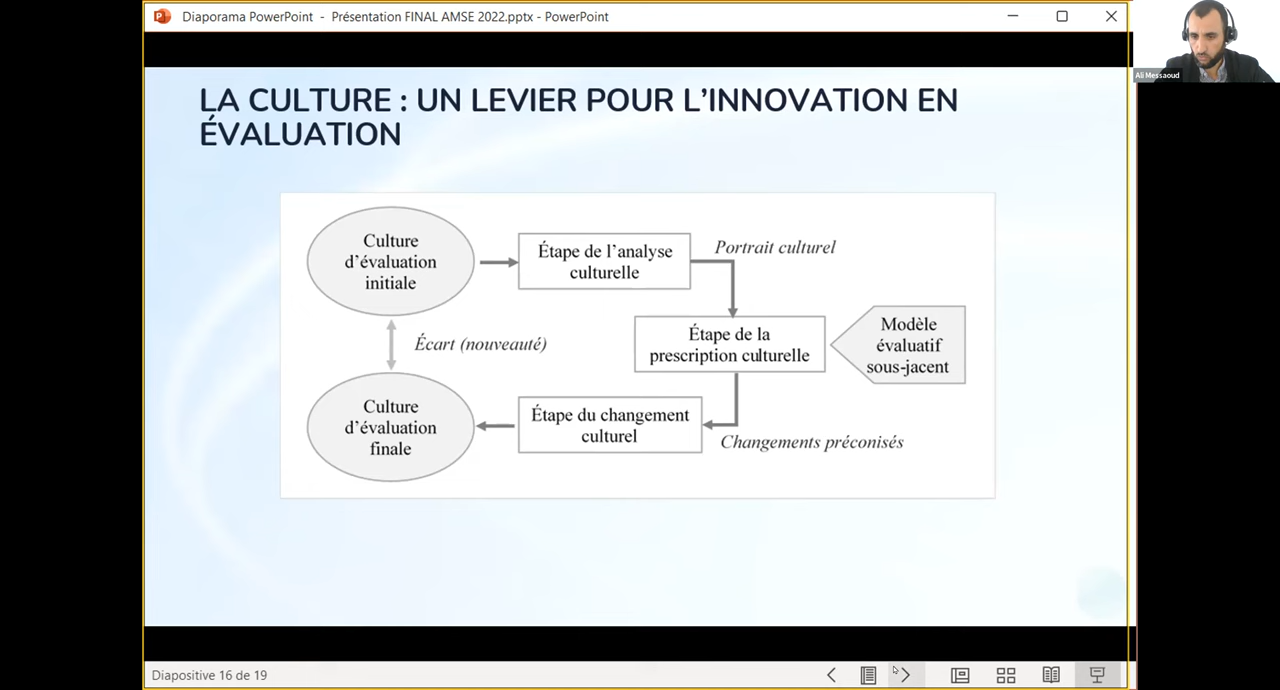 Diaporama PowerPoint - Présentation FINAL AMSE 2022.pptx - PowerPoint
Ali Messaoud
LA CULTURE : UN LEVIER POUR L’INNOVATION EN
ÉVALUATION
Culture
d’évaluation
initiale
Étape de l’analyse
culturelle
Portrait culturel
Étape de la
prescription culturelle
Modèle
évaluatif
sous-jacent
Écart (nouveauté)
Culture
d’évaluation
finale
Étape du changement
culturel
Changements préconisés
Diapositive 16 de 19